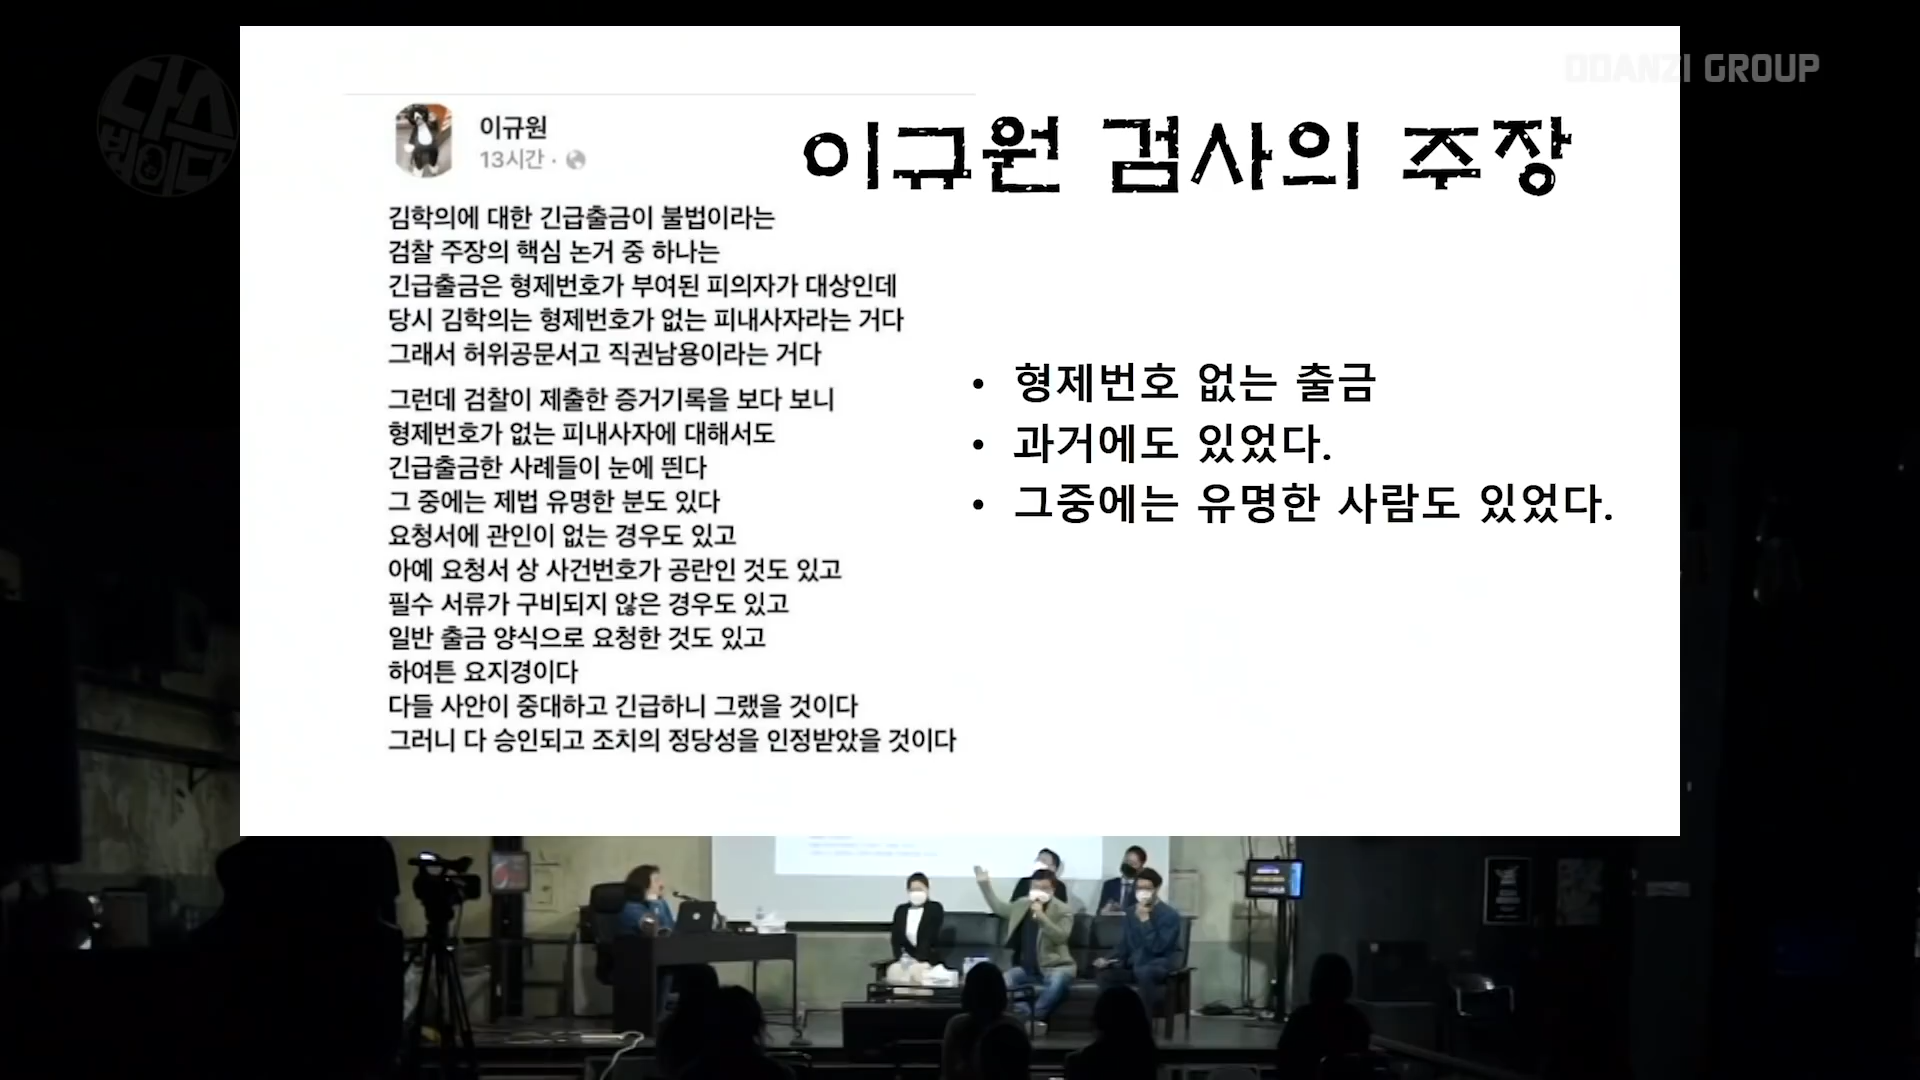 다스
뵈이다
DDANZI GROUP
이규원 검사의 주장
이규원
13시간 ·
김학의에 대한 긴급출금이 불법이라는
검찰 주장의 핵심 논거 중 하나는
긴급출금은 형제번호가 부여된 피의자가 대상인데
당시 김학의는 형제번호가 없는 피내사자라는 거다
그래서 허위공문서고 직권남용이라는 거다
그런데 검찰이 제출한 증거기록을 보다 보니
형제번호가 없는 피내사자에 대해서도
긴급출금한 사례들이 눈에 띈다
그 중에는 제법 유명한 분도 있다
요청서에 관인이 없는 경우도 있고
아예 요청서 상 사건번호가 공란인 것도 있고
필수 서류가 구비되지 않은 경우도 있고
일반 출금 양식으로 요청한 것도 있고
하여튼 요지경이다
다들 사안이 중대하고 긴급하니 그랬을 것이다
그러니 다 승인되고 조치의 정당성을 인정받았을 것이다
• 형제번호 없는 출금
• 과거에도 있었다.
• 그중에는 유명한 사람도 있었다.